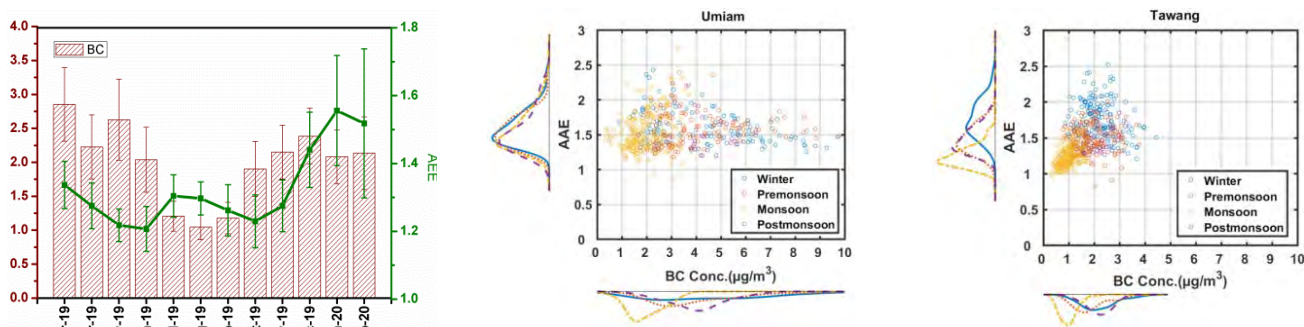 4.0
3.5
3.0
2.5
2.0
1.5
1.0
0.5
0.0
BC
1.8
1.6
1.4
1.2
1.0
AEE
-19
-19
-19
-19
-19
-19
-19
-19
-19
-19
-20
-20
Umiam
AAE
3
2.5
2
1.5
1
0.5
0
0 1 2 3 4 5 6 7 8 9 10
Winter
Premonsoon
Monsoon
Postmonsoon
BC Conc.(µg/m³)
Tawang
AAE
3
2.5
2
1.5
1
0.5
0
0 1 2 3 4 5 6 7 8 9 10
Winter
Premonsoon
Monsoon
Postmonsoon
BC Conc.(µg/m³)